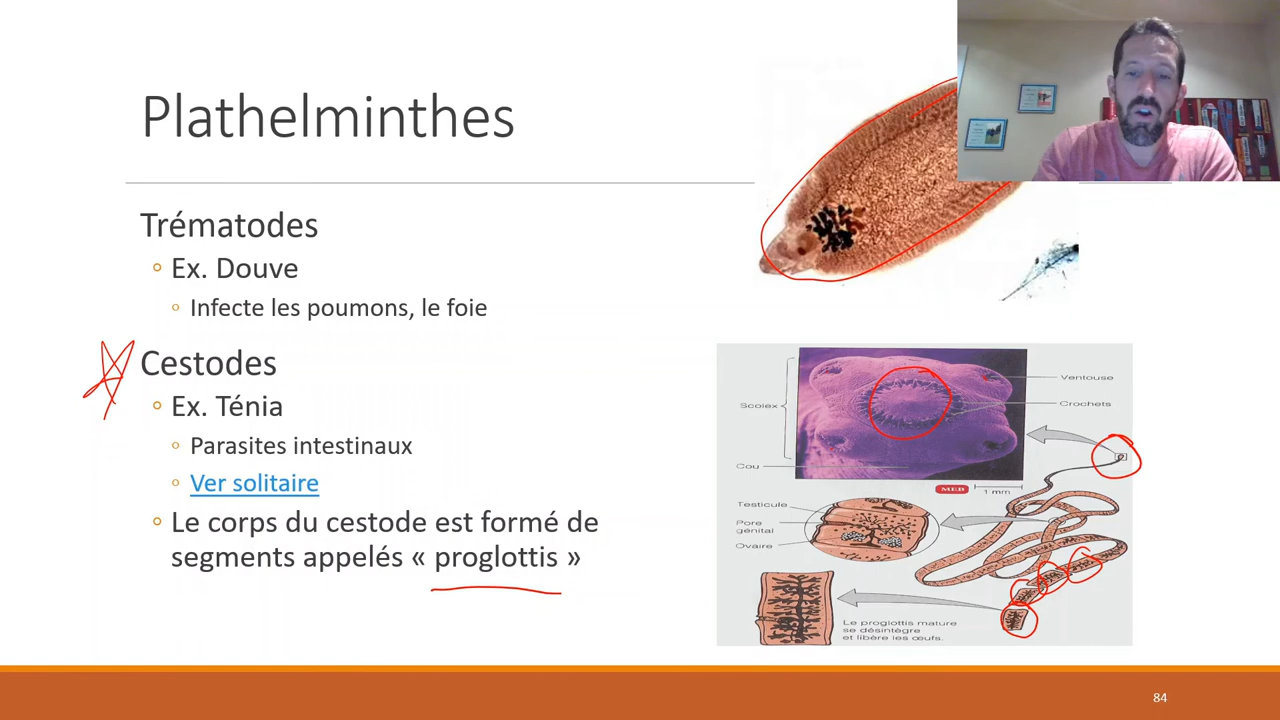 Plathelminthes
Trémato​des
Ex. Douve
Infecte les poumons, le foie
Cestodes
Ex. Ténia
Parasites intestinaux
Ver solitaire
Le corps du cestode est formé de
segments appelés « proglottis »
Scolex
Ventouse
Crochets
Cou
MEB
1 mm
Testicule
Pore
génital
Ovaire
Le proglottis mature
se désintègre
et libère les œufs.
84